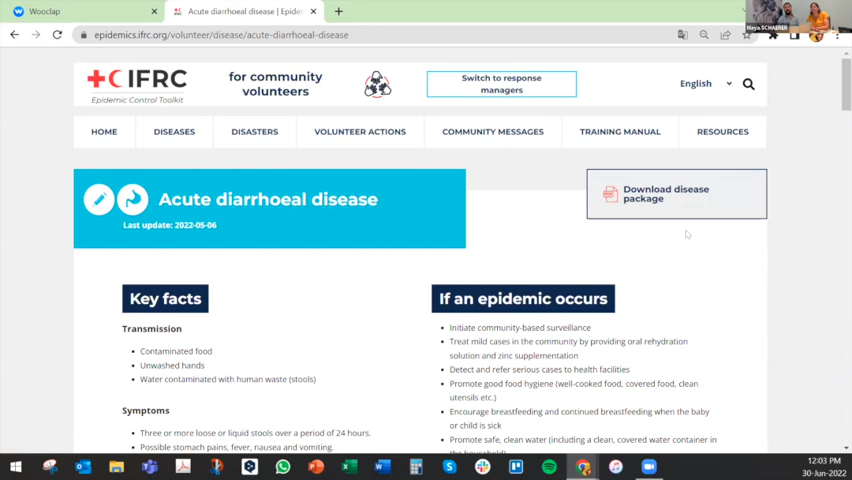 Wooclap
Acute diarrhoeal disease | Epidem
epidemics.ifrc.org/volunteer/disease/acute-diarrhoeal-disease
Maya SCHAERER
IFRC
Epidemic Control Toolkit
for community
volunteers
Switch to response
managers
English
HOME
DISEASES
DISASTERS
VOLUNTEER ACTIONS
COMMUNITY MESSAGES
TRAINING MANUAL
RESOURCES
Acute diarrhoeal disease
Last update: 2022-05-06
PDF
Download disease
package
Key facts
Transmission
Contaminated food
Unwashed hands
Water contaminated with human waste (stools)
Symptoms
Three or more loose or liquid stools over a period of 24 hours.
Possible stomach pains, fever, nausea and vomiting.
If an epidemic occurs
Initiate community-based surveillance
Treat mild cases in the community by providing oral rehydration
solution and zinc supplementation
Detect and refer serious cases to health facilities
Promote good food hygiene (well-cooked food, covered food, clean
utensils etc.)
Encourage breastfeeding and continued breastfeeding when the baby
or child is sick
Promote safe, clean water (including a clean, covered water container in
the household)
12:03 PM
30-Jun-2022